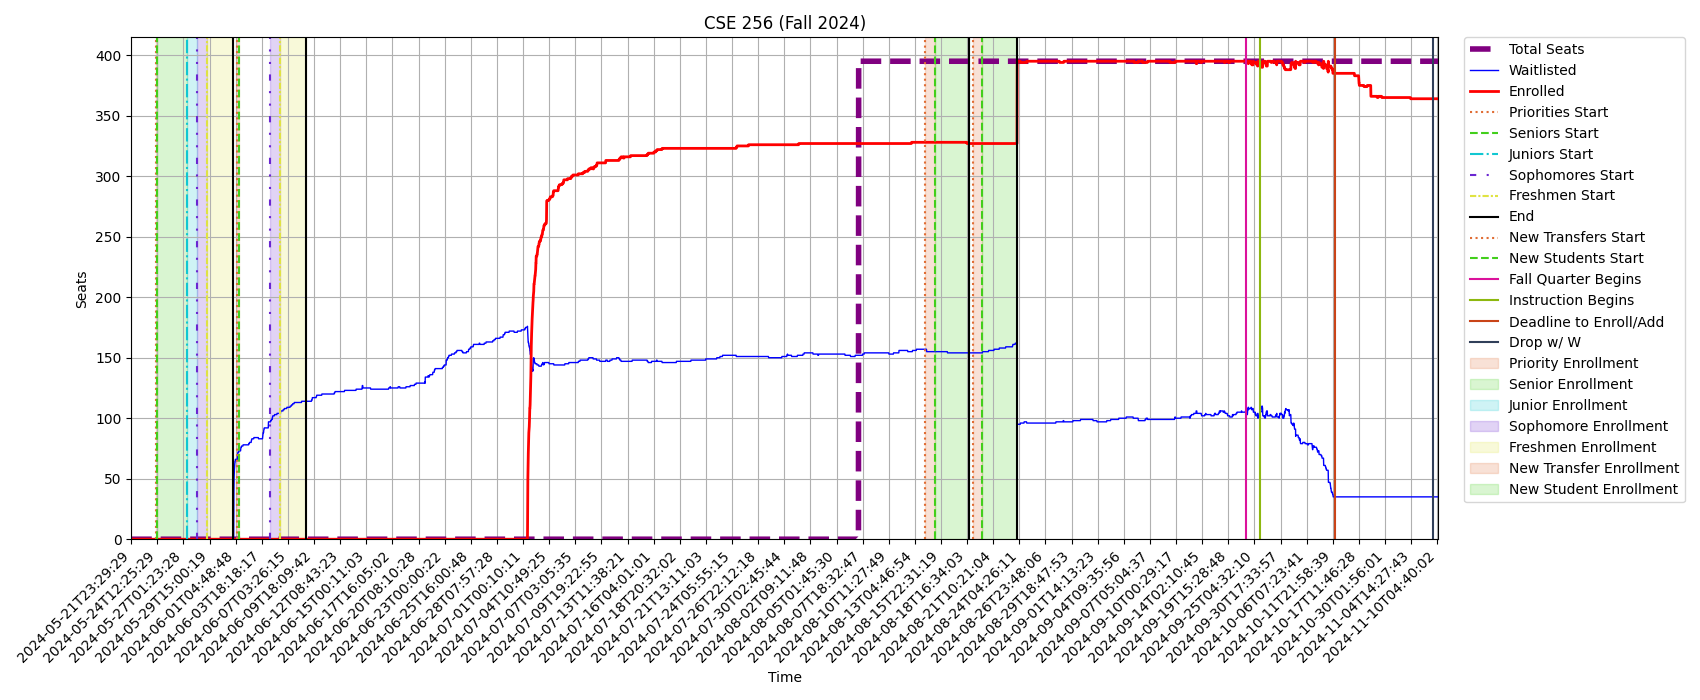 CSE 256 (Fall 2024)
Seats
400
350
300
250
200
150
100
50
0
2024-05-21T23:29:29
2024-05-24T12:25:29
2024-05-27T01:23:28
2024-05-29T15:00:19
2024-06-01T04:48:48
2024-06-03T18:18:17
2024-06-07T03:26:15
2024-06-09T18:09:42
2024-06-12T08:43:23
2024-06-15T00:11:03
2024-06-17T16:05:02
2024-06-20T08:10:28
2024-06-23T00:00:22
2024-06-25T16:00:48
2024-06-28T07:57:28
2024-07-01T00:10:11
2024-07-04T10:49:25
2024-07-07T03:05:35
2024-07-09T19:22:55
2024-07-13T11:38:21
2024-07-16T04:01:01
2024-07-18T20:32:02
2024-07-21T13:11:03
2024-07-24T05:55:15
2024-07-26T22:12:18
2024-07-30T02:45:44
2024-08-02T09:11:48
2024-08-05T01:45:30
2024-08-07T18:32:47
2024-08-10T11:27:49
2024-08-13T04:46:54
2024-08-15T22:31:19
2024-08-18T16:34:03
2024-08-21T10:21:04
2024-08-24T04:26:11
2024-08-26T23:48:06
2024-08-29T18:47:53
2024-09-01T14:13:23
2024-09-04T09:35:56
2024-09-07T05:04:37
2024-09-10T00:29:17
2024-09-14T02:10:45
2024-09-19T15:28:48
2024-09-25T04:32:10
2024-09-30T17:33:57
2024-10-06T07:23:41
2024-10-11T21:58:39
2024-10-17T11:46:28
2024-10-30T01:56:01
2024-11-04T14:27:43
2024-11-10T04:40:02
Time
Total Seats
Waitlisted
Enrolled
Priorities Start
Seniors Start
Juniors Start
Sophomores Start
Freshmen Start
End
New Transfers Start
New Students Start
Fall Quarter Begins
Instruction Begins
Deadline to Enroll/Add
Drop w/ W
Priority Enrollment
Senior Enrollment
Junior Enrollment
Sophomore Enrollment
Freshmen Enrollment
New Transfer Enrollment
New Student Enrollment